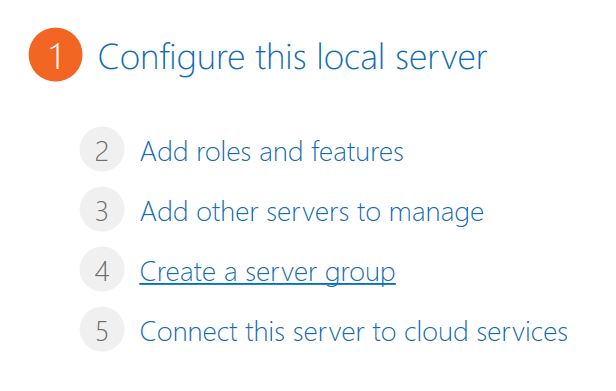 1 Configure this local server
2 Add roles and features
3 Add other servers to manage
4 Create a server group
5 Connect this server to cloud services